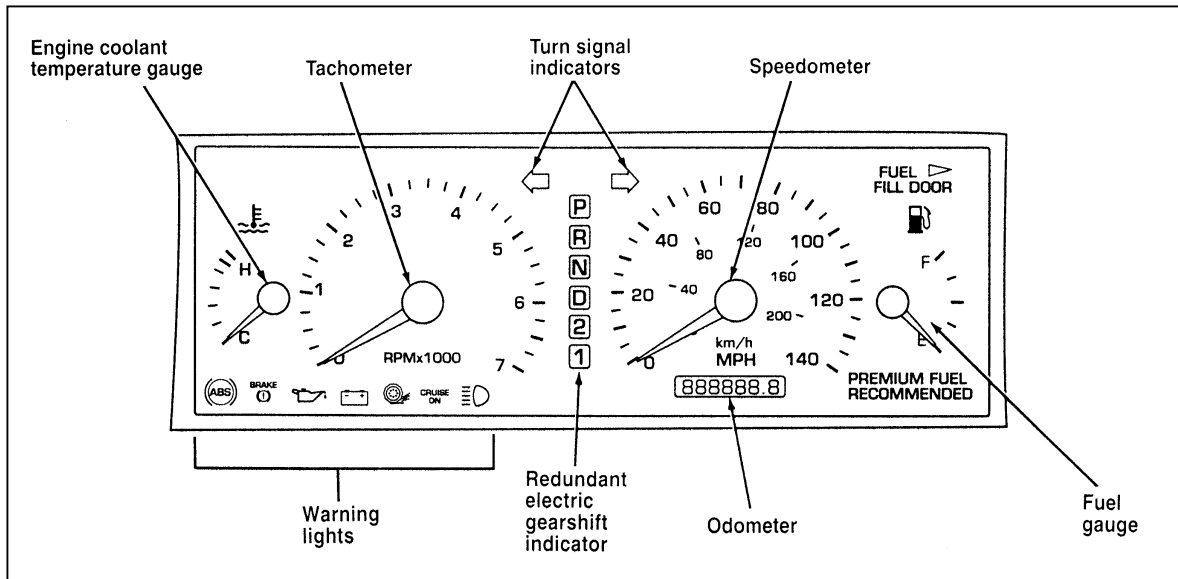 Engine coolant
temperature gauge
Tachometer
Turn signal
indicators
Speedometer
H
C
0
1
2
3
4
5
6
7
RPMx1000
P
R
N
D
2
1
0
20
40
60
80
100
120
140
40
80
120
160
200
km/h
MPH
888888.8
FUEL
FILL DOOR
F
E
PREMIUM FUEL
RECOMMENDED
ABS
BRAKE
(!)
- +
CRUISE
ON
Warning
lights
Redundant
electric
gearshift
indicator
Odometer
Fuel
gauge